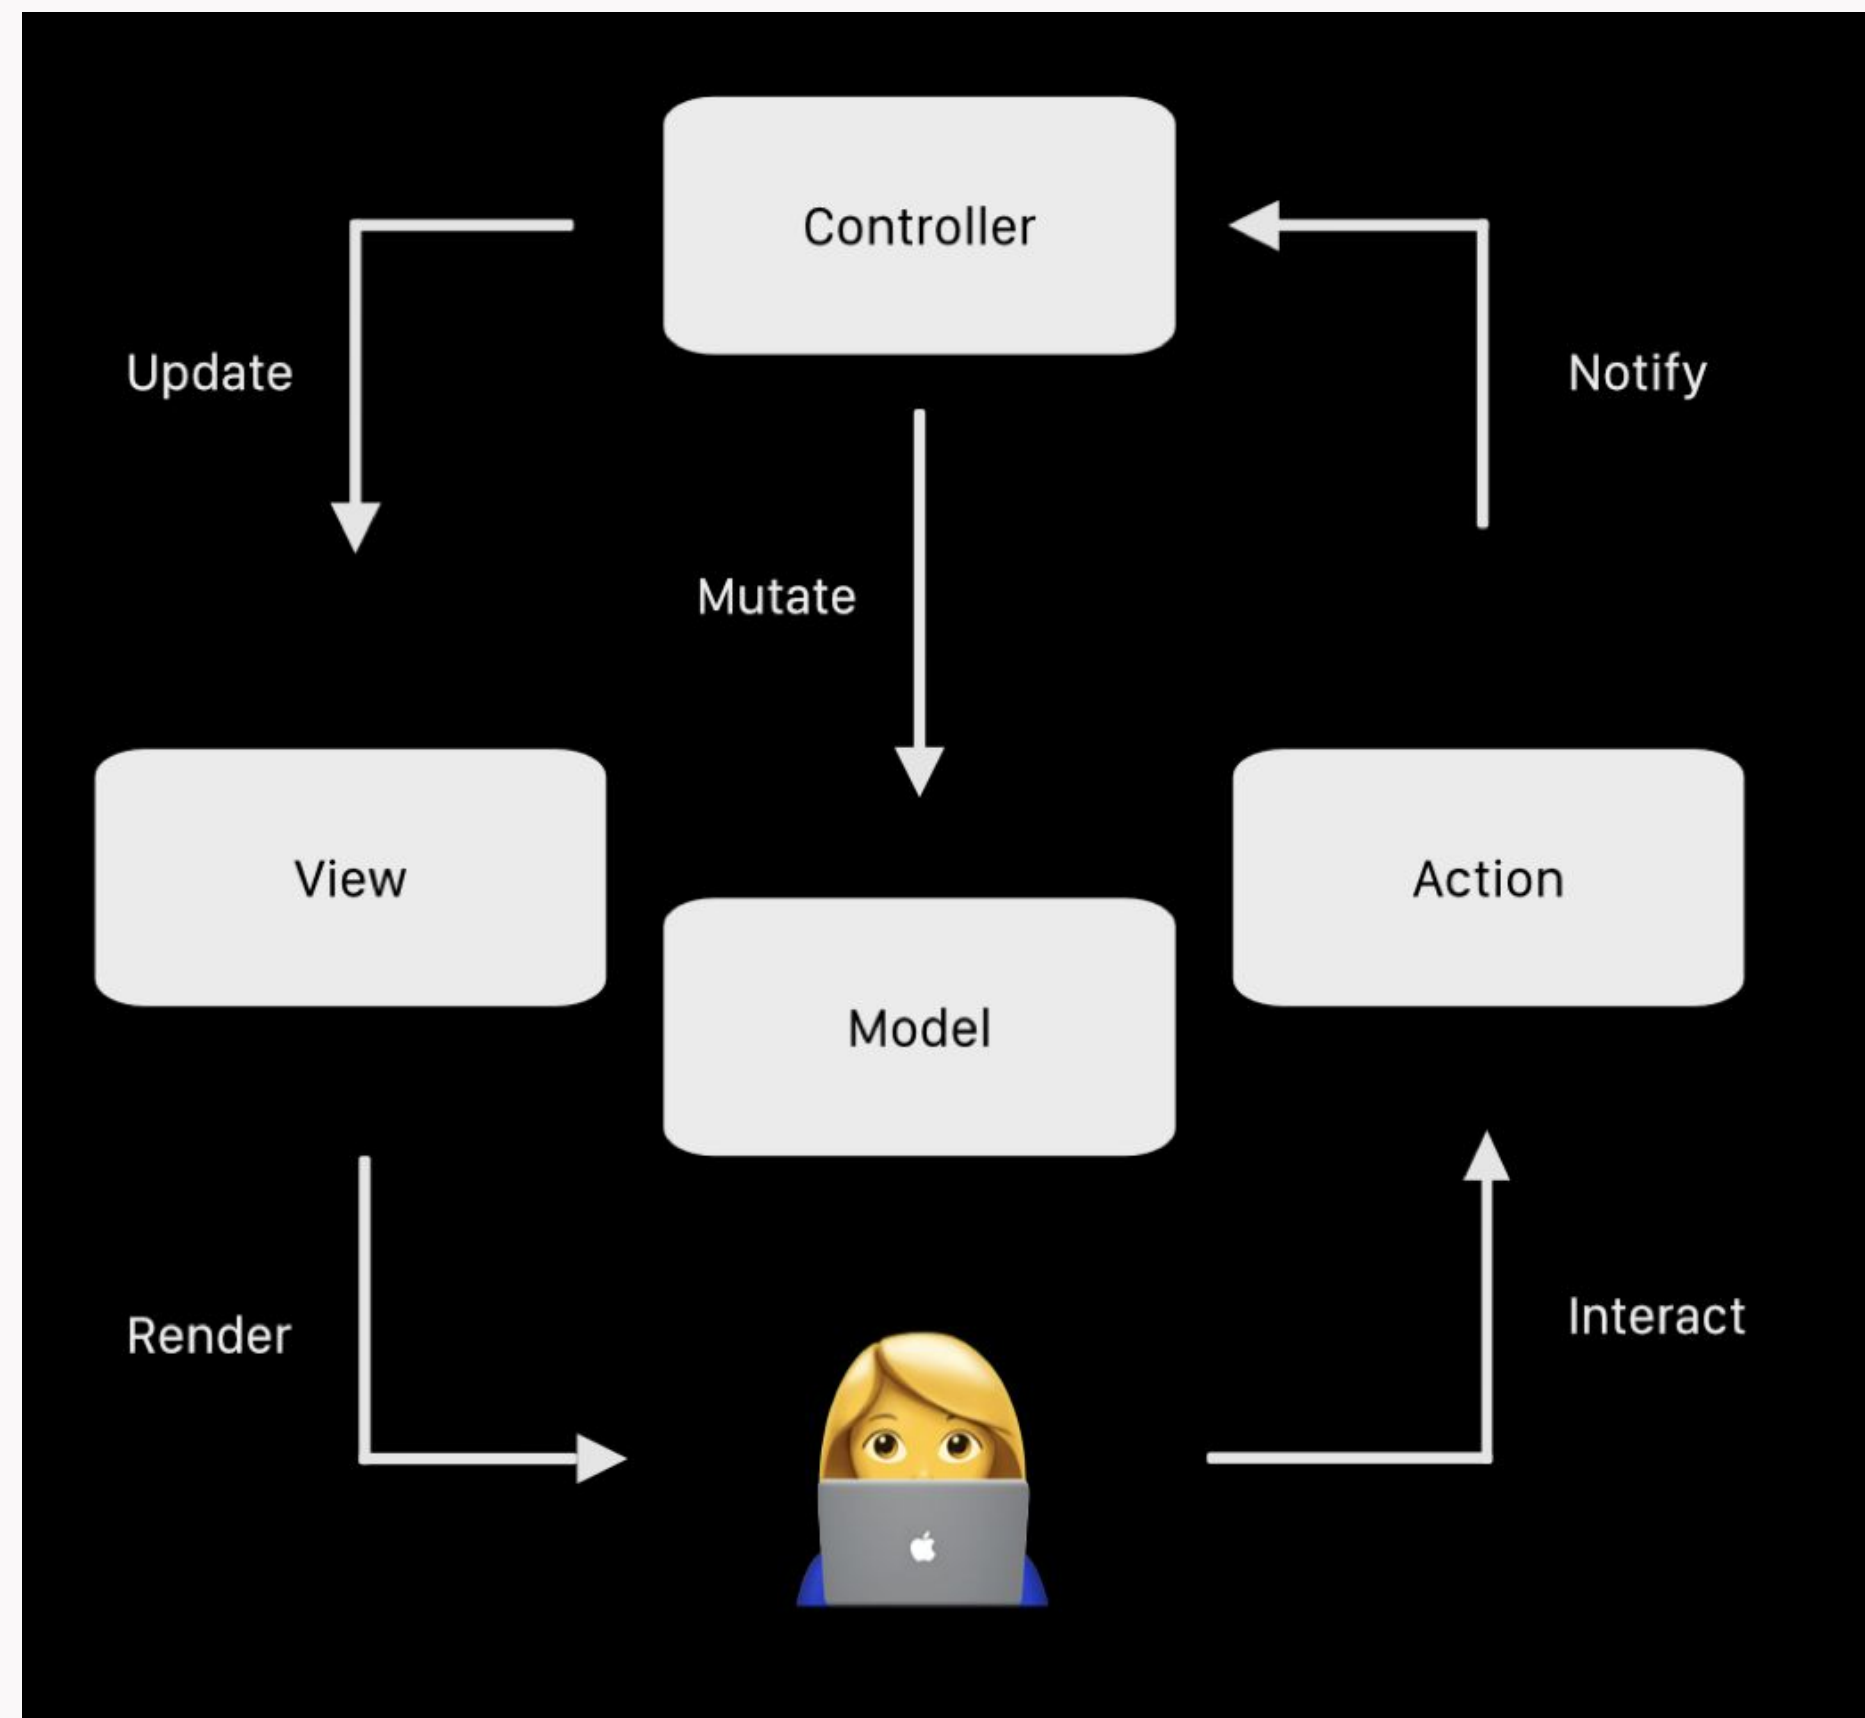 Controller
Update
Notify
Mutate
View
Action
Model
Render
Interact